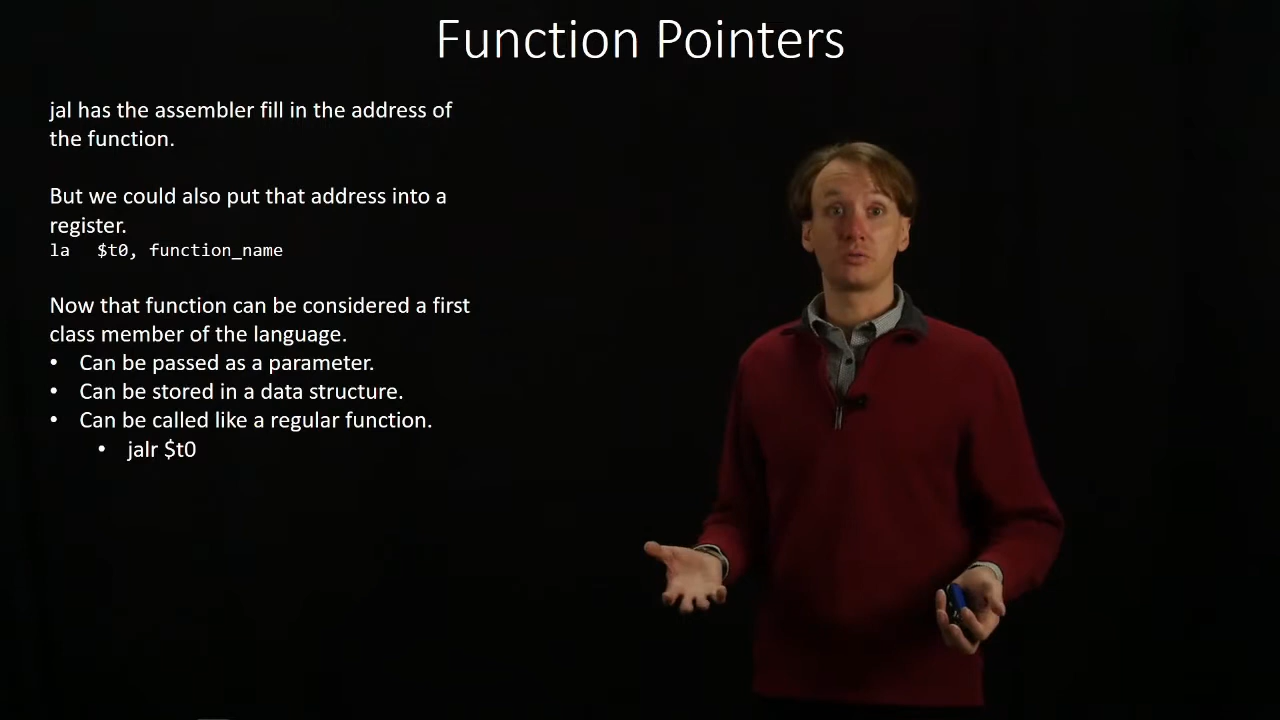 Function Pointers
jal has the assembler fill in the address of
the function.
But we could also put that address into a
register.
la $t0, function_name
Now that function can be considered a first
class member of the language.
• Can be passed as a parameter.
• Can be stored in a data structure.
• Can be called like a regular function.
• jalr $t0